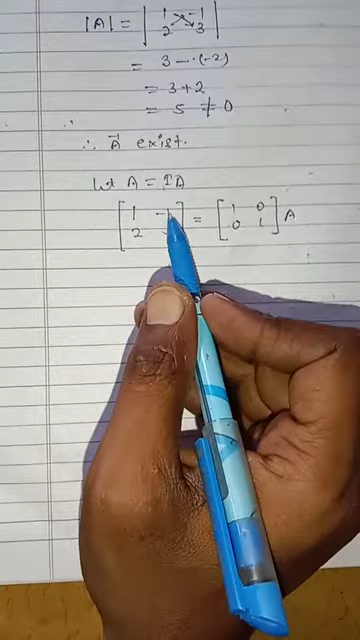 |A| = | 1 -1 |
2 3
= 3 - (-2)
= 3 + 2
= 5 ≠ 0
∴ A⁻¹ exist.
let A = IA
[ 1 -1 ] = [ 1 0 ] A
2 0 1